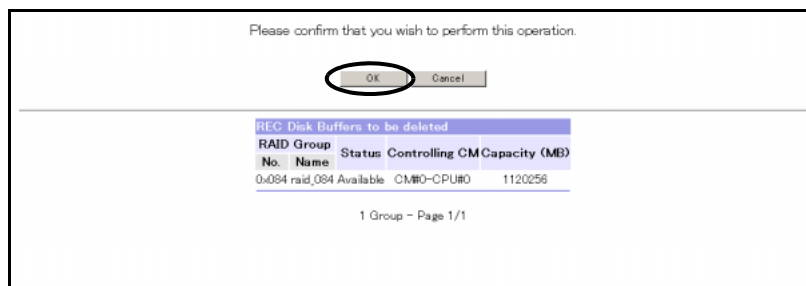 Please confirm that you wish to perform this operation.
OK Cancel
REC Disk Buffers to be deleted
RAID Group Status Controlling CM Capacity (MB)
No. Name
0x084 raid_084 Available CM#0-CPU#0 1120256
1 Group - Page 1/1